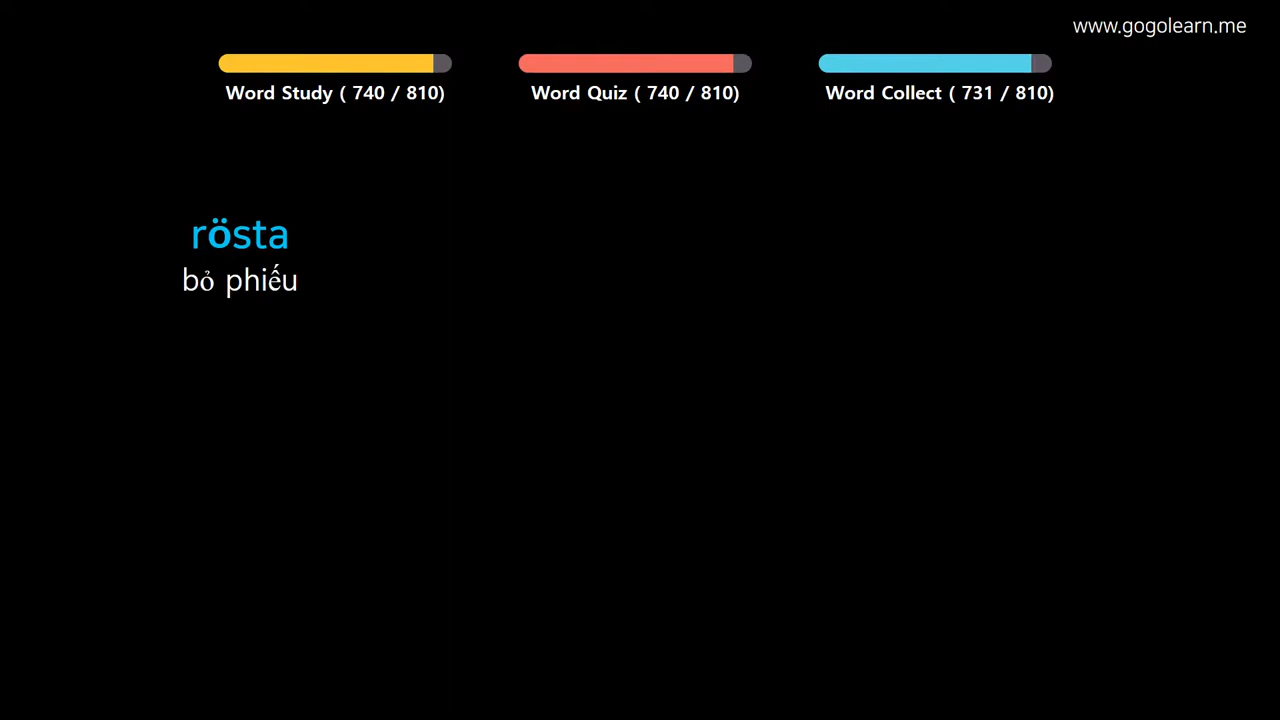 www.gogolearn.me
Word Study ( 740 / 810)
Word Quiz ( 740 / 810)
Word Collect ( 731 / 810)
rösta
bỏ phiếu